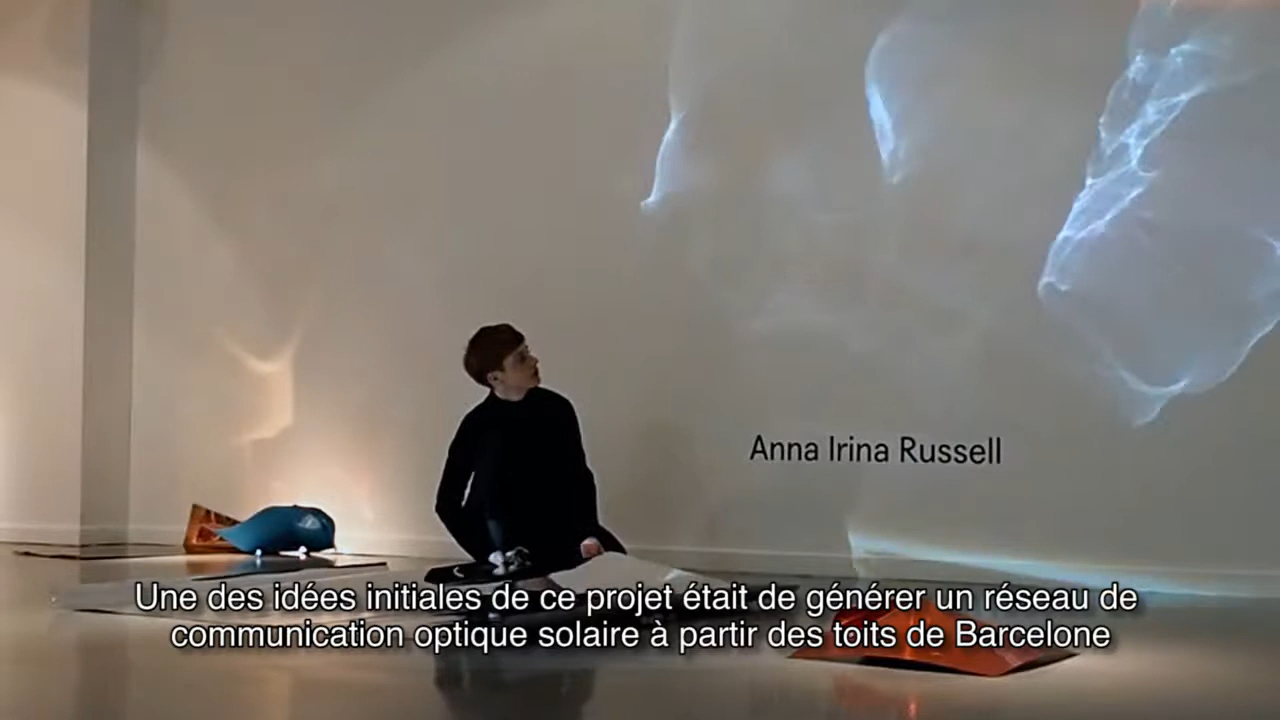 Anna Irina Russell
Une des idées initiales de ce projet était de générer un réseau de
communication optique solaire à partir des toits de Barcelone